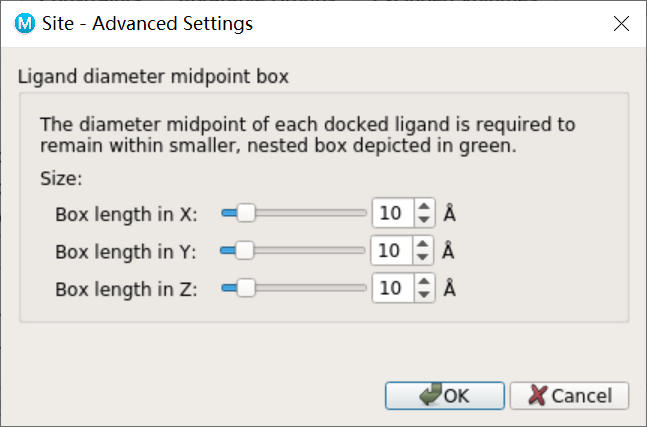 M Site - Advanced Settings
Ligand diameter midpoint box
The diameter midpoint of each docked ligand is required to
remain within smaller, nested box depicted in green.
Size:
Box length in X: 10 Å
Box length in Y: 10 Å
Box length in Z: 10 Å
OK Cancel